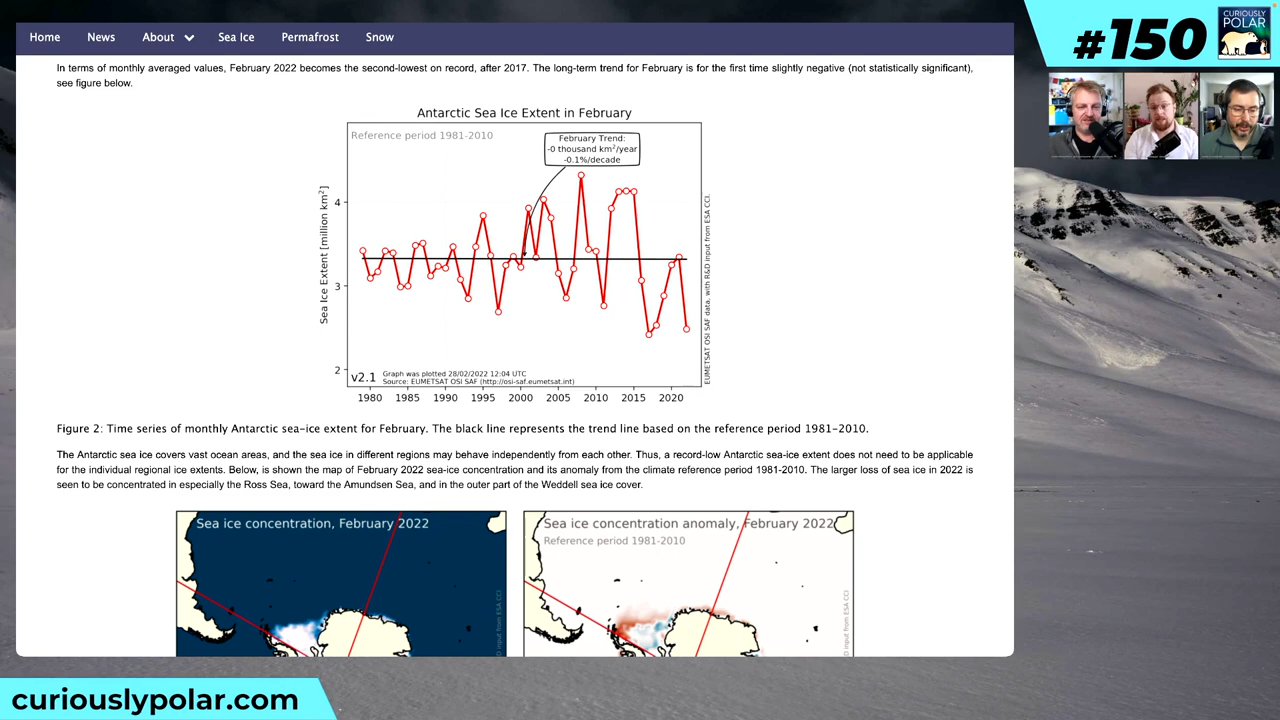 Home News About Sea Ice Permafrost Snow
#150
CURIOUSLY
POLAR
In terms of monthly averaged values, February 2022 becomes the second-lowest on record, after 2017. The long-term trend for February is for the first time slightly negative (not statistically significant),
see figure below.
Antarctic Sea Ice Extent in February
Reference period 1981-2010
February Trend:
-0 thousand km²/year
-0.1%/decade
Sea Ice Extent [million km²]
4
3
2
v2.1
Graph was plotted 28/02/2022 12:04 UTC
Source: EUMETSAT OSI SAF (http://osi-saf.eumetsat.int)
EUMETSAT OSI SAF data, with R&D input from ESA CCI.
1980 1985 1990 1995 2000 2005 2010 2015 2020
Figure 2: Time series of monthly Antarctic sea-ice extent for February. The black line represents the trend line based on the reference period 1981-2010.
The Antarctic sea ice covers vast ocean areas, and the sea ice in different regions may behave independently from each other. Thus, a record-low Antarctic sea-ice extent does not need to be applicable
for the individual regional ice extents. Below, is shown the map of February 2022 sea-ice concentration and its anomaly from the climate reference period 1981-2010. The larger loss of sea ice in 2022 is
seen to be concentrated in especially the Ross Sea, toward the Amundsen Sea, and in the outer part of the Weddell sea ice cover.
Sea ice concentration, February 2022
D input from ESA CCI
Sea ice concentration anomaly, February 2022
Reference period 1981-2010
D input from ESA CCI
curiouslypolar.com